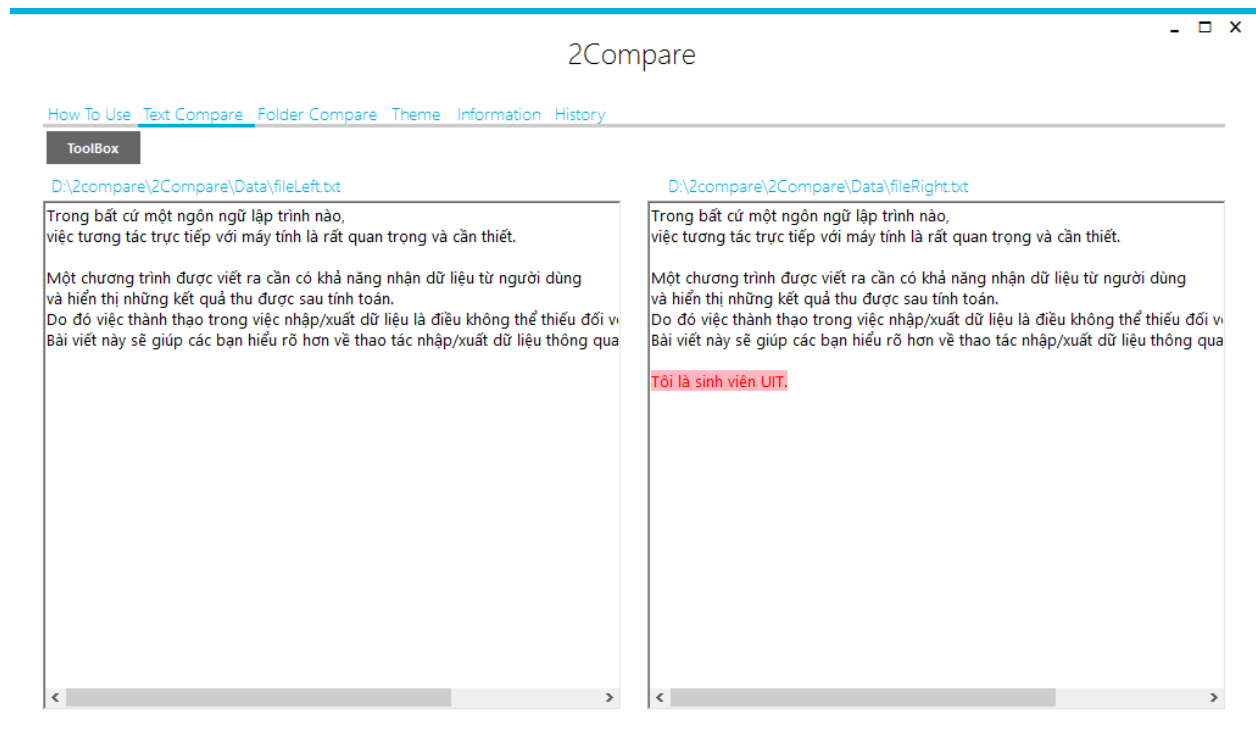 2Compare
How To Use Text Compare Folder Compare Theme Information History
ToolBox
D:\2compare\2Compare\Data\fileLeft.txt
Trong bất cứ một ngôn ngữ lập trình nào,
việc tương tác trực tiếp với máy tính là rất quan trọng và cần thiết.
Một chương trình được viết ra cần có khả năng nhận dữ liệu từ người dùng
và hiển thị những kết quả thu được sau tính toán.
Do đó việc thành thạo trong việc nhập/xuất dữ liệu là điều không thể thiếu đối
Bài viết này sẽ giúp các bạn hiểu rõ hơn về thao tác nhập/xuất dữ liệu thông qua
D:\2compare\2Compare\Data\fileRight.txt
Trong bất cứ một ngôn ngữ lập trình nào,
việc tương tác trực tiếp với máy tính là rất quan trọng và cần thiết.
Một chương trình được viết ra cần có khả năng nhận dữ liệu từ người dùng
và hiển thị những kết quả thu được sau tính toán.
Do đó việc thành thạo trong việc nhập/xuất dữ liệu là điều không thể thiếu đối
Bài viết này sẽ giúp các bạn hiểu rõ hơn về thao tác nhập/xuất dữ liệu thông qua
Tôi là sinh viên UIT.